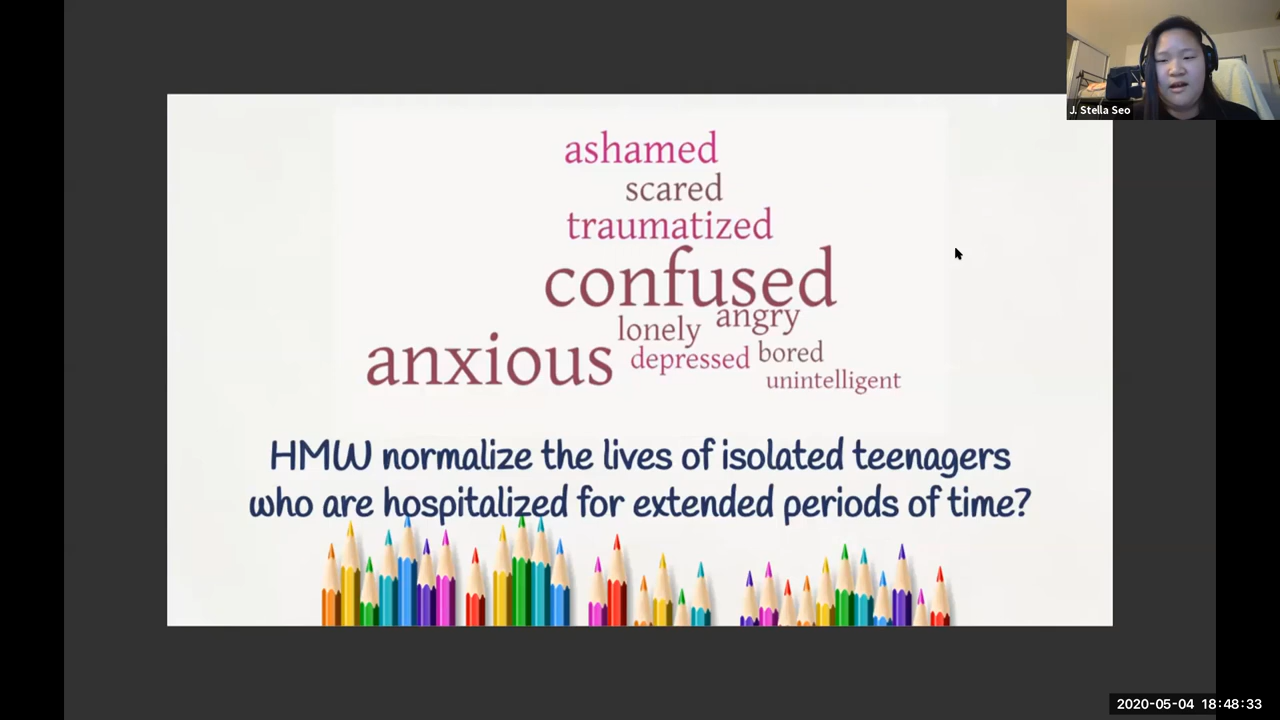 J. Stella Seo
ashamed
scared
traumatized
confused
angry
lonely
anxious
depressed
bored
unintelligent
HMW normalize the lives of isolated teenagers
who are hospitalized for extended periods of time?
2020-05-04 18:48:33